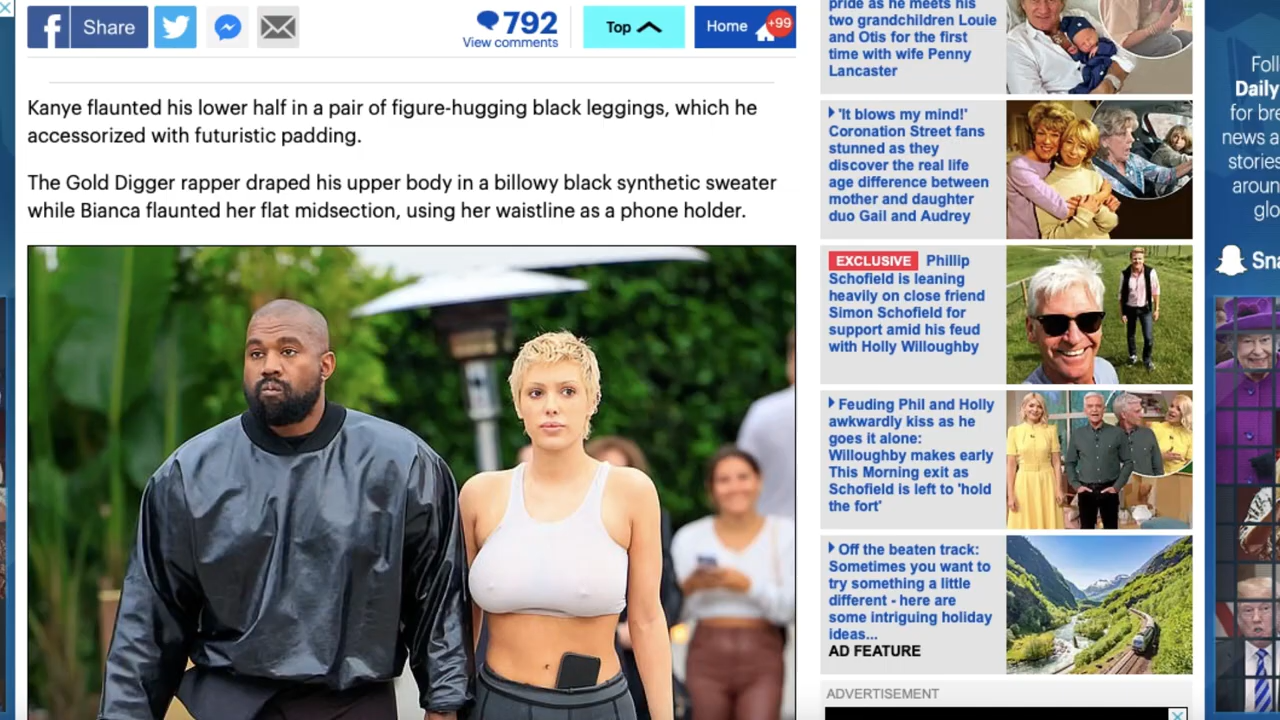 Share
792
View comments
Top
Home
+99
Kanye flaunted his lower half in a pair of figure-hugging black leggings, which he
accessorized with futuristic padding.
The Gold Digger rapper draped his upper body in a billowy black synthetic sweater
while Bianca flaunted her flat midsection, using her waistline as a phone holder.
pride as he meets his
two grandchildren Louie
and Otis for the first
time with wife Penny
Lancaster
'It blows my mind!'
Coronation Street fans
stunned as they
discover the real life
age difference between
mother and daughter
duo Gail and Audrey
EXCLUSIVE Phillip
Schofield is leaning
heavily on close friend
Simon Schofield for
support amid his feud
with Holly Willoughby
Feuding Phil and Holly
awkwardly kiss as he
goes it alone:
Willoughby makes early
This Morning exit as
Schofield is left to 'hold
the fort'
Off the beaten track:
Sometimes you want to
try something a little
different - here are
some intriguing holiday
ideas...
AD FEATURE
ADVERTISEMENT
Foll
Daily
for bre
news a
stories
aroun
glo
Sna